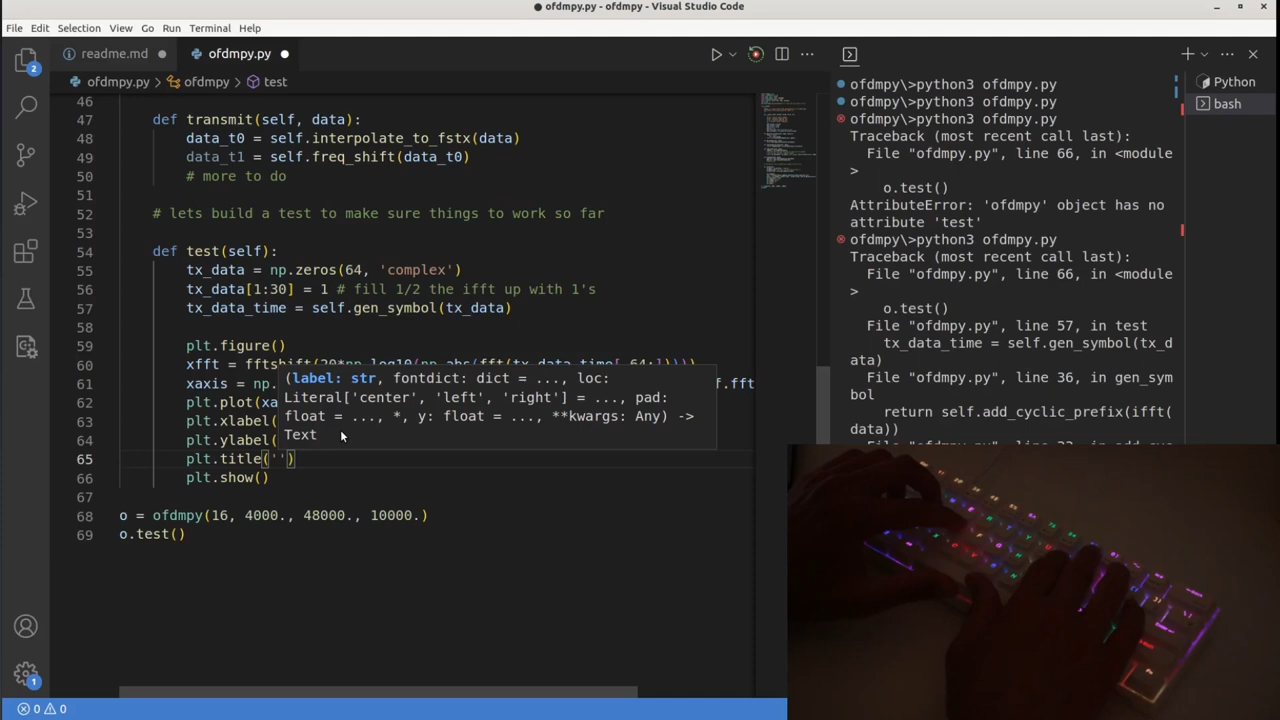 ofdmpy.py - ofdmpy - Visual Studio Code
File Edit Selection View Go Run Terminal Help
readme.md
ofdmpy.py
ofdmpy.py > ofdmpy > test
2
46
47 def transmit(self, data):
48 data_t0 = self.interpolate_to_fstx(data)
49 data_t1 = self.freq_shift(data_t0)
50 # more to do
51
52 # lets build a test to make sure things to work so far
53
54 def test(self):
55 tx_data = np.zeros(64, 'complex')
56 tx_data[1:30] = 1 # fill 1/2 the ifft up with 1's
57 tx_data_time = self.gen_symbol(tx_data)
58
59 plt.figure()
60 xfft = fftshift(20*np.log10(np.abs(fft(tx_data_time[-64:]))))
61 xaxis = np. f.fft
62 plt.plot(xa
63 plt.xlabel(
64 plt.ylabel(
65 plt.title('')
66 plt.show()
67
68 o = ofdmpy(16, 4000., 48000., 10000.)
69 o.test()
(label: str, fontdict: dict = ..., loc:
Literal['center', 'left', 'right'] = ..., pad:
float = ..., *, y: float = ..., **kwargs: Any) ->
Text
1
0 0
ofdmpy\>python3 ofdmpy.py
ofdmpy\>python3 ofdmpy.py
ofdmpy\>python3 ofdmpy.py
Traceback (most recent call last):
File "ofdmpy.py", line 66, in <module
>
o.test()
AttributeError: 'ofdmpy' object has no
attribute 'test'
ofdmpy\>python3 ofdmpy.py
Traceback (most recent call last):
File "ofdmpy.py", line 66, in <module
>
o.test()
File "ofdmpy.py", line 57, in test
tx_data_time = self.gen_symbol(tx_d
ata)
File "ofdmpy.py", line 36, in gen_sym
bol
return self.add_cyclic_prefix(ifft(
data))
Python
bash